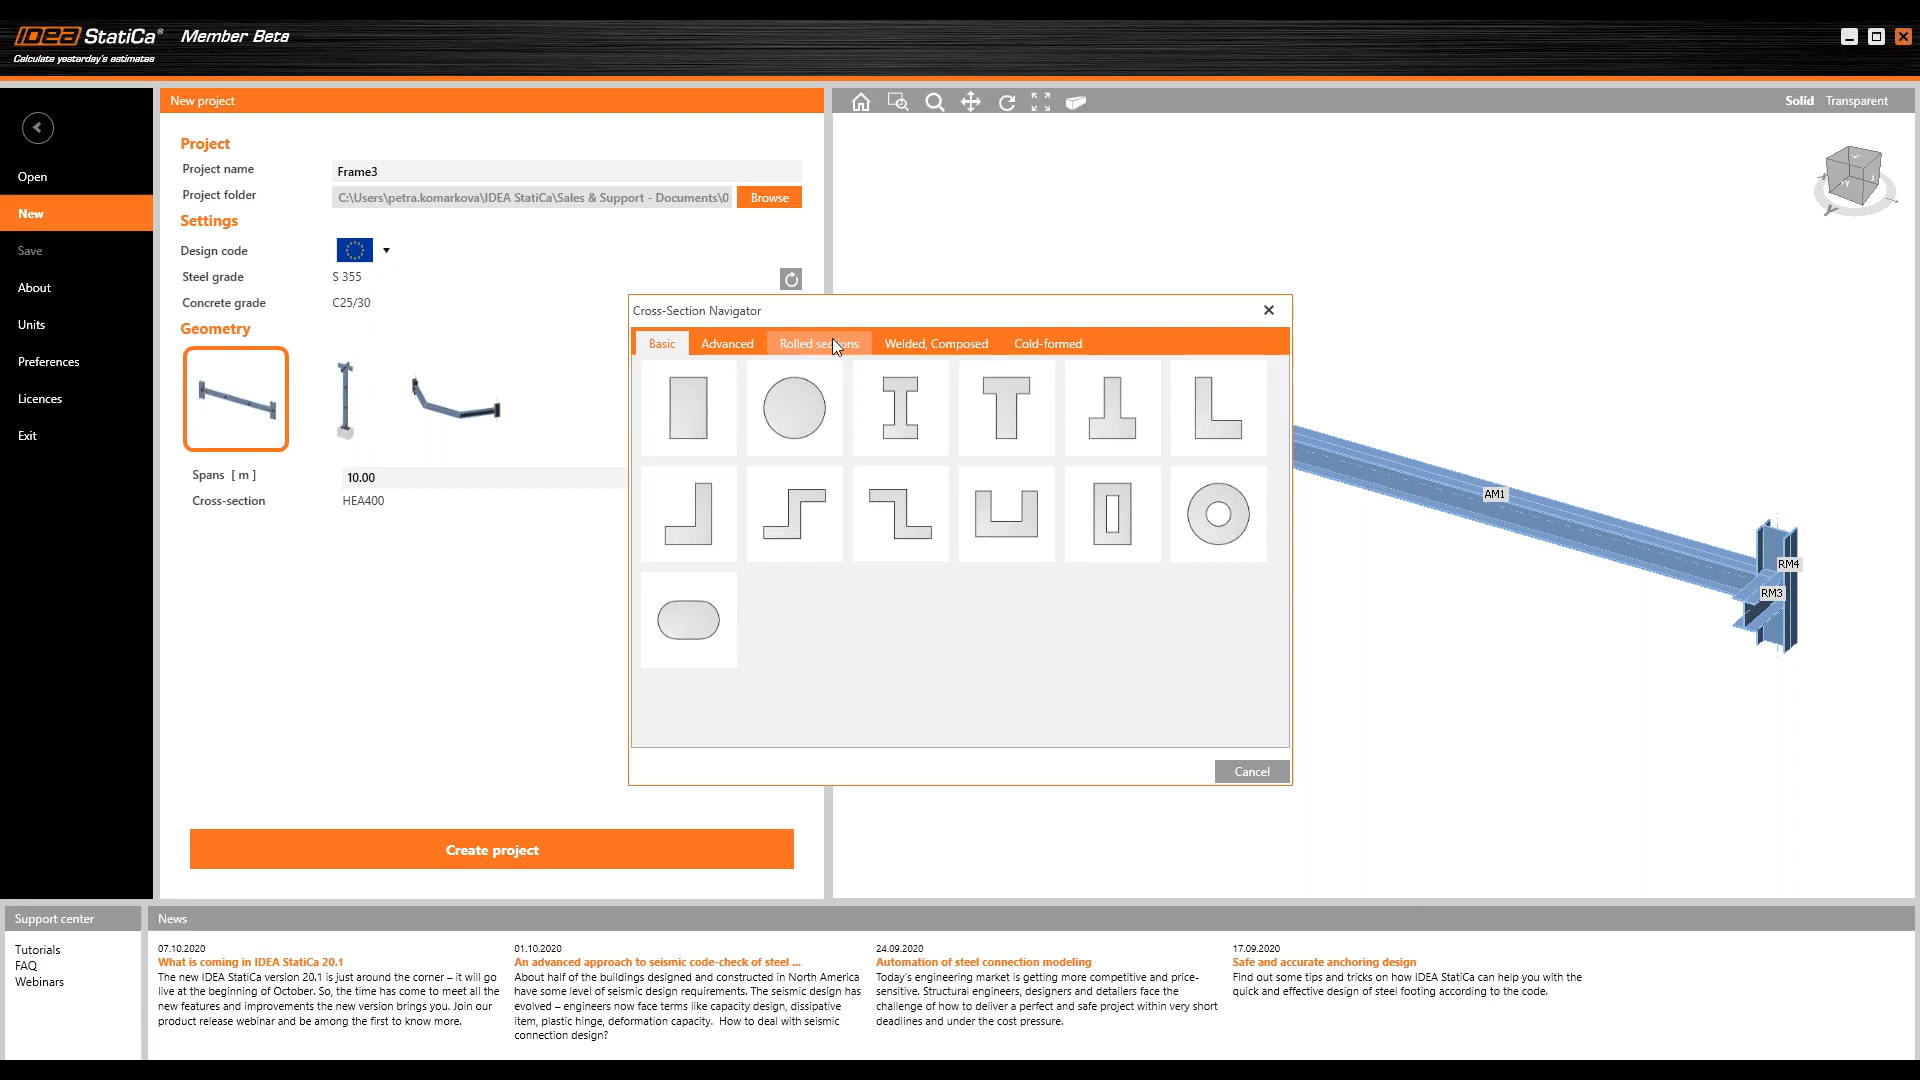 IDEA StatiCa® Member Beta
Calculate yesterday's estimates
New project
Solid Transparent
Open
New
Save
About
Units
Preferences
Licences
Exit
Project
Project name Frame3
Project folder C:\Users\petra.komarkova\IDEA StatiCa\Sales & Support - Documents\0 Browse
Settings
Design code
Steel grade S 355
Concrete grade C25/30
Geometry
Spans [ m ] 10.00
Cross-section HEA400
Create project
Cross-Section Navigator
Basic Advanced Rolled sections Welded, Composed Cold-formed
Cancel
AM1
RM4
RM3
Support center
Tutorials
FAQ
Webinars
News
07.10.2020
What is coming in IDEA StatiCa 20.1
The new IDEA StatiCa version 20.1 is just around the corner – it will go
live at the beginning of October. So, the time has come to meet all the
new features and improvements the new version brings you. Join our
product release webinar and be among the first to know more.
01.10.2020
An advanced approach to seismic code-check of steel ...
About half of the buildings designed and constructed in North America
have some level of seismic design requirements. The seismic design has
evolved – engineers now face terms like capacity design, dissipative
item, plastic hinge, deformation capacity. How to deal with seismic
connection design?
24.09.2020
Automation of steel connection modeling
Today's engineering market is getting more competitive and price-
sensitive. Structural engineers, designers and detailers face the
challenge of how to deliver a perfect and safe project within very short
deadlines and under the cost pressure.
17.09.2020
Safe and accurate anchoring design
Find out some tips and tricks on how IDEA StatiCa can help you with the
quick and effective design of steel footing according to the code.